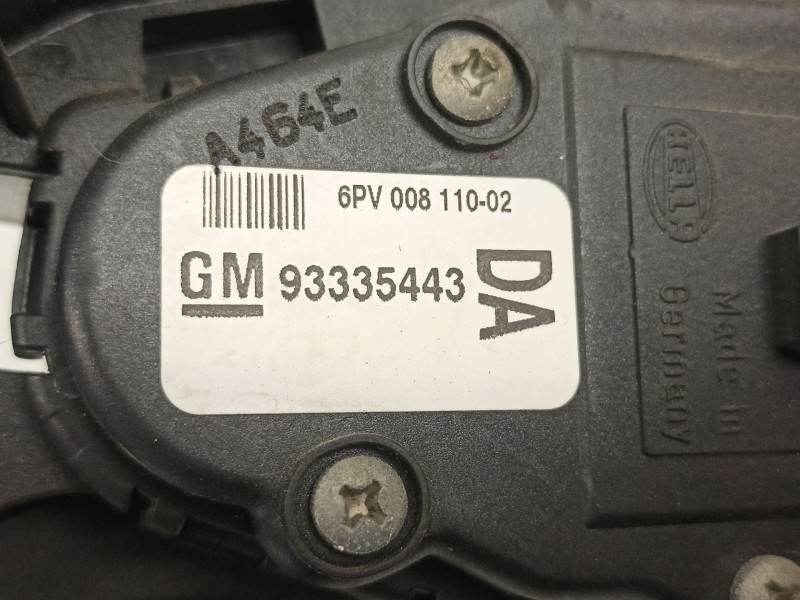 A464E
6PV 008 110-02
GM 93335443
DA
HELLA
Made in
Germany